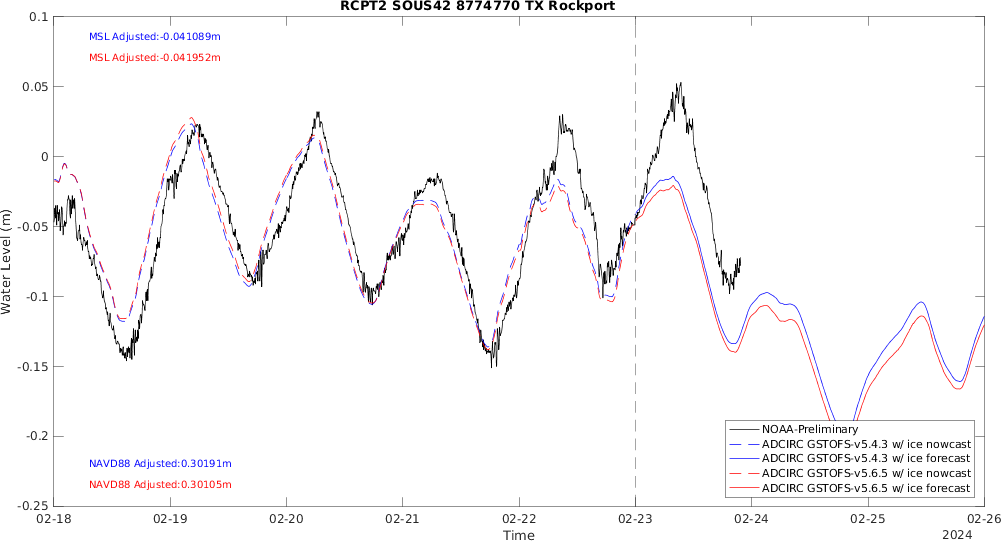 RCPT2 SOUS42 8774770 TX Rockport
0.1
MSL Adjusted:-0.041089m
MSL Adjusted:-0.041952m
0.05
0
-0.05
-0.1
-0.15
-0.2
-0.25
Water Level (m)
NAVD88 Adjusted:0.30191m
NAVD88 Adjusted:0.30105m
NOAA-Preliminary
ADCIRC GSTOFS-v5.4.3 w/ ice nowcast
ADCIRC GSTOFS-v5.4.3 w/ ice forecast
ADCIRC GSTOFS-v5.6.5 w/ ice nowcast
ADCIRC GSTOFS-v5.6.5 w/ ice forecast
02-18 02-19 02-20 02-21 02-22 02-23 02-24 02-25 02-26
Time
2024